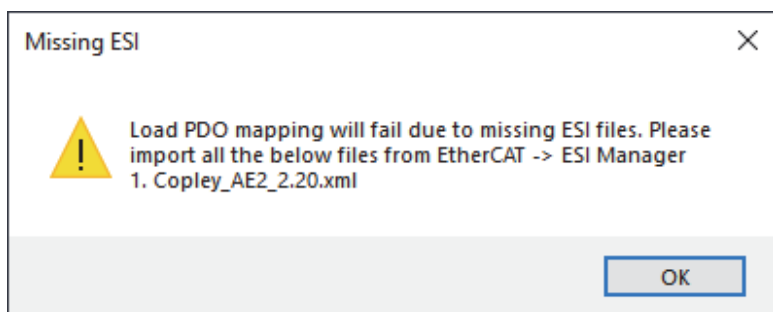 Missing ESI
Load PDO mapping will fail due to missing ESI files. Please
import all the below files from EtherCAT -> ESI Manager
1. Copley_AE2_2.20.xml
OK